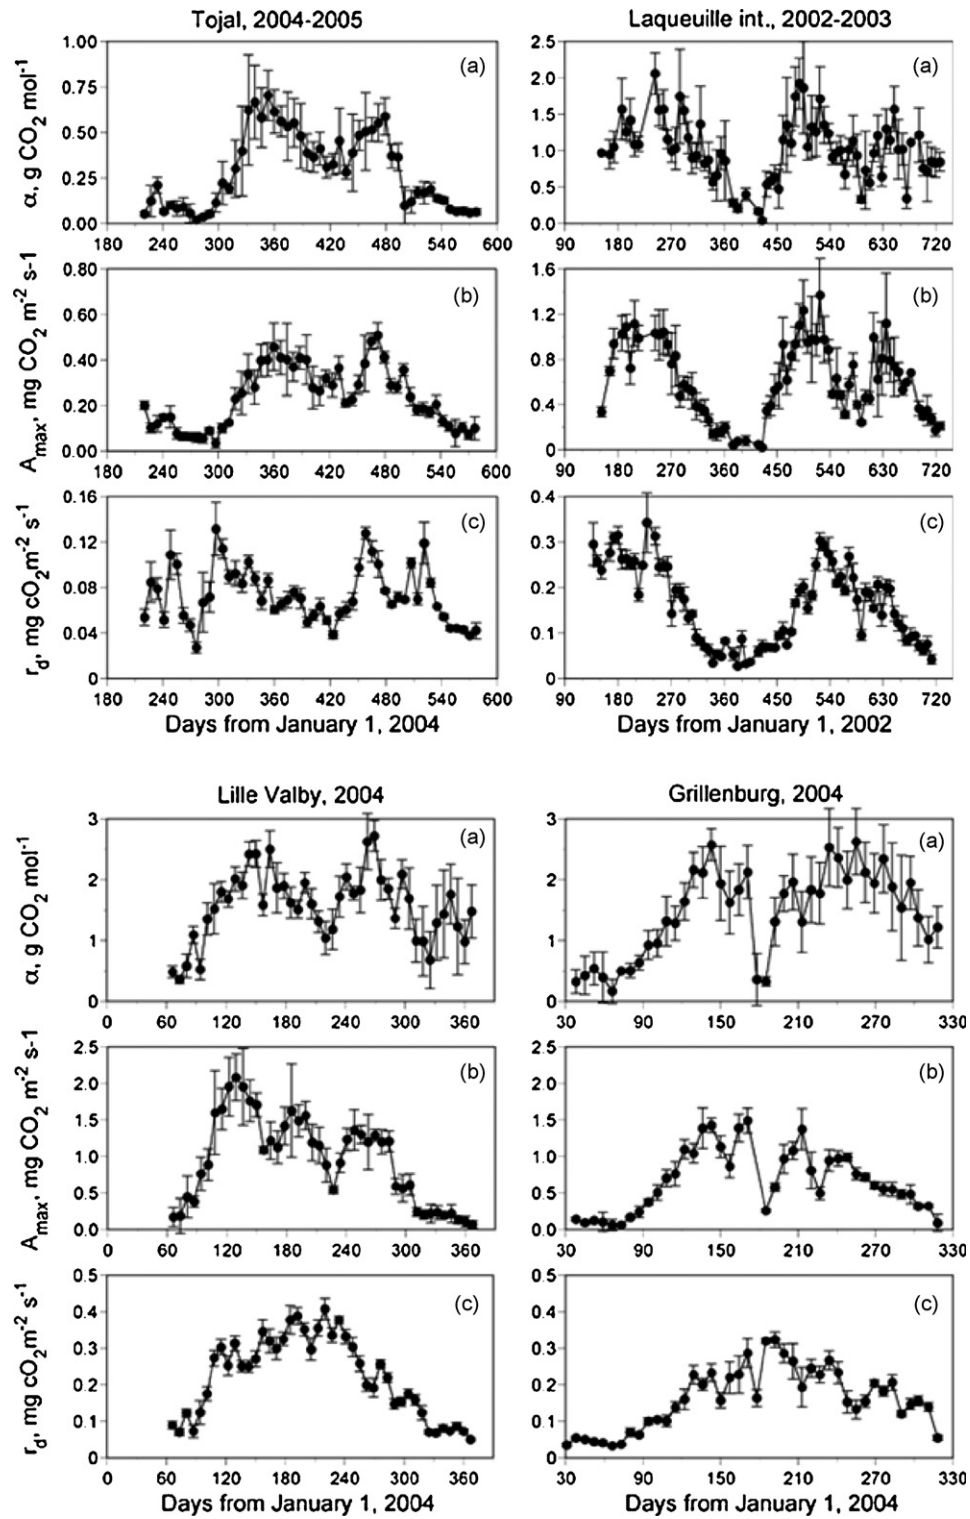 Tojal, 2004-2005
α, g CO2 mol-1
(a)
1.00
0.75
0.50
0.25
0.00
180 240 300 360 420 480 540 600
Amax, mg CO2 m-2 s-1
(b)
0.80
0.60
0.40
0.20
0.00
180 240 300 360 420 480 540 600
rd, mg cO2m-2 s-1
(c)
0.16
0.12
0.08
0.04
0
180 240 300 360 420 480 540 600
Days from January 1, 2004
Laqueuille int., 2002-2003
(a)
2.5
2.0
1.5
1.0
0.5
0.0
90 180 270 360 450 540 630 720
(b)
1.6
1.2
0.8
0.4
0
90 180 270 360 450 540 630 720
(c)
0.4
0.3
0.2
0.1
0
90 180 270 360 450 540 630 720
Days from January 1, 2002
Lille Valby, 2004
α, g CO2 mol-1
(a)
3
2
1
0
0 60 120 180 240 300 360
Amax, mg CO2 m-2 s-1
(b)
2.5
2.0
1.5
1.0
0.5
0.0
0 60 120 180 240 300 360
rd, mg cO2m-2 s-1
(c)
0.5
0.4
0.3
0.2
0.1
0
0 60 120 180 240 300 360
Days from January 1, 2004
Grillenburg, 2004
(a)
3
2
1
0
30 90 150 210 270 330
(b)
2.5
2.0
1.5
1.0
0.5
0.0
30 90 150 210 270 330
(c)
0.5
0.4
0.3
0.2
0.1
0
30 90 150 210 270 330
Days from January 1, 2004